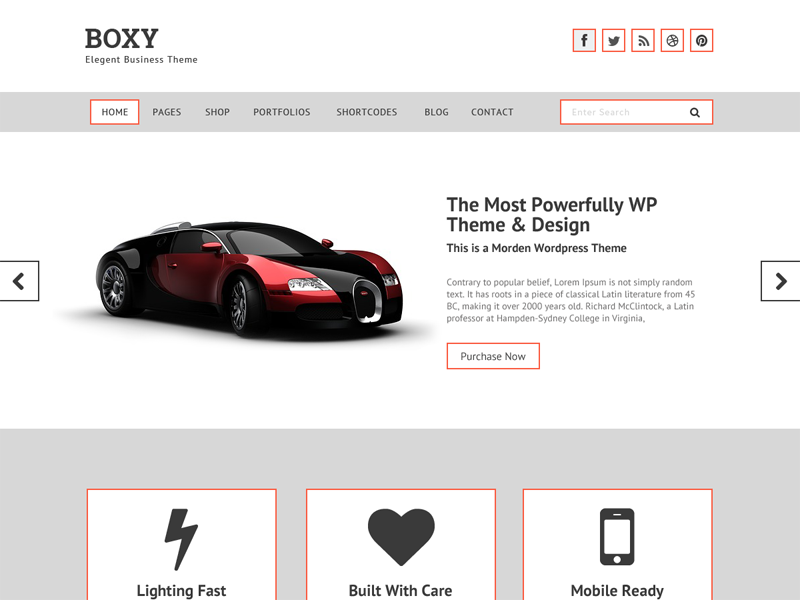 BOXY
Elegent Business Theme
HOME PAGES SHOP PORTFOLIOS SHORTCODES BLOG CONTACT Enter Search
The Most Powerfully WP
Theme & Design
This is a Morden Wordpress Theme
Contrary to popular belief, Lorem Ipsum is not simply random
text. It has roots in a piece of classical Latin literature from 45
BC, making it over 2000 years old. Richard McClintock, a Latin
professor at Hampden-Sydney College in Virginia,
Purchase Now
Lighting Fast
Built With Care
Mobile Ready